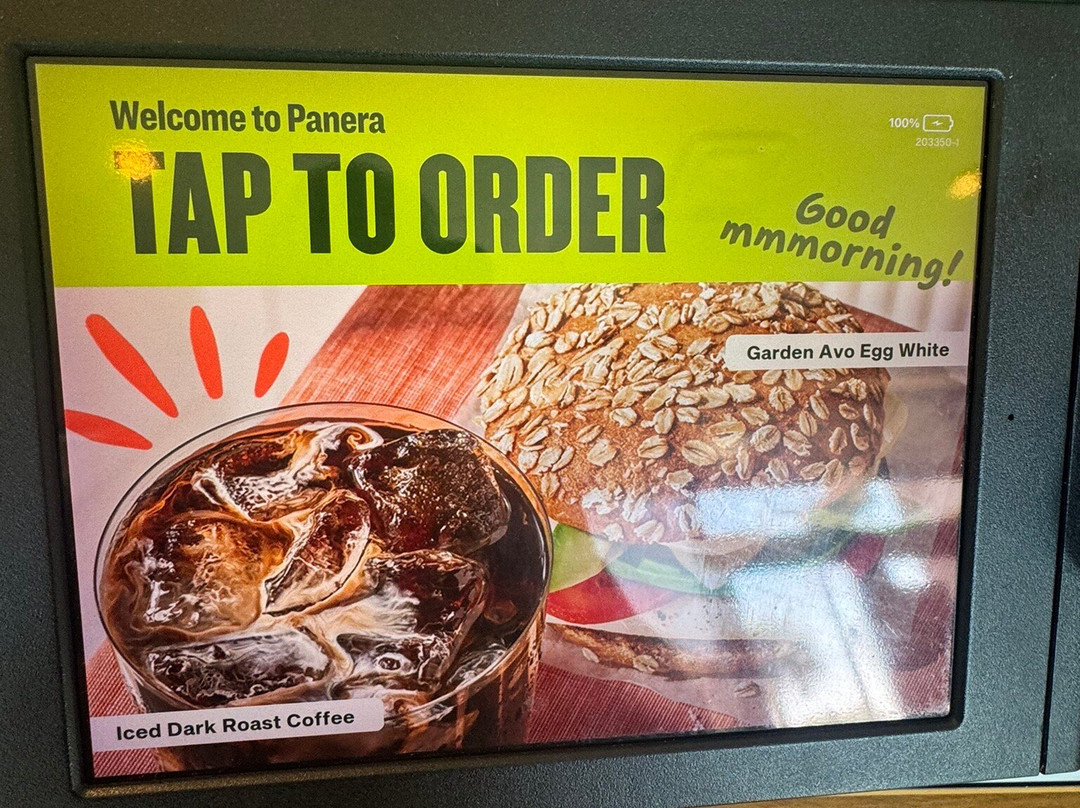 Welcome to Panera
TAP TO ORDER
100%
203350-1
Good
mmmorning!
Garden Avo Egg White
Iced Dark Roast Coffee